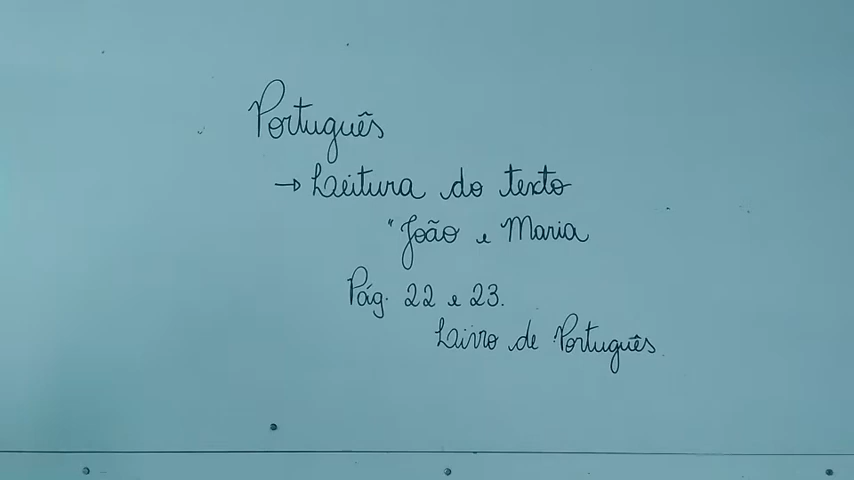 Português
→ Leitura do texto
"João e Maria
Pág. 22 e 23.
Livro de Português.